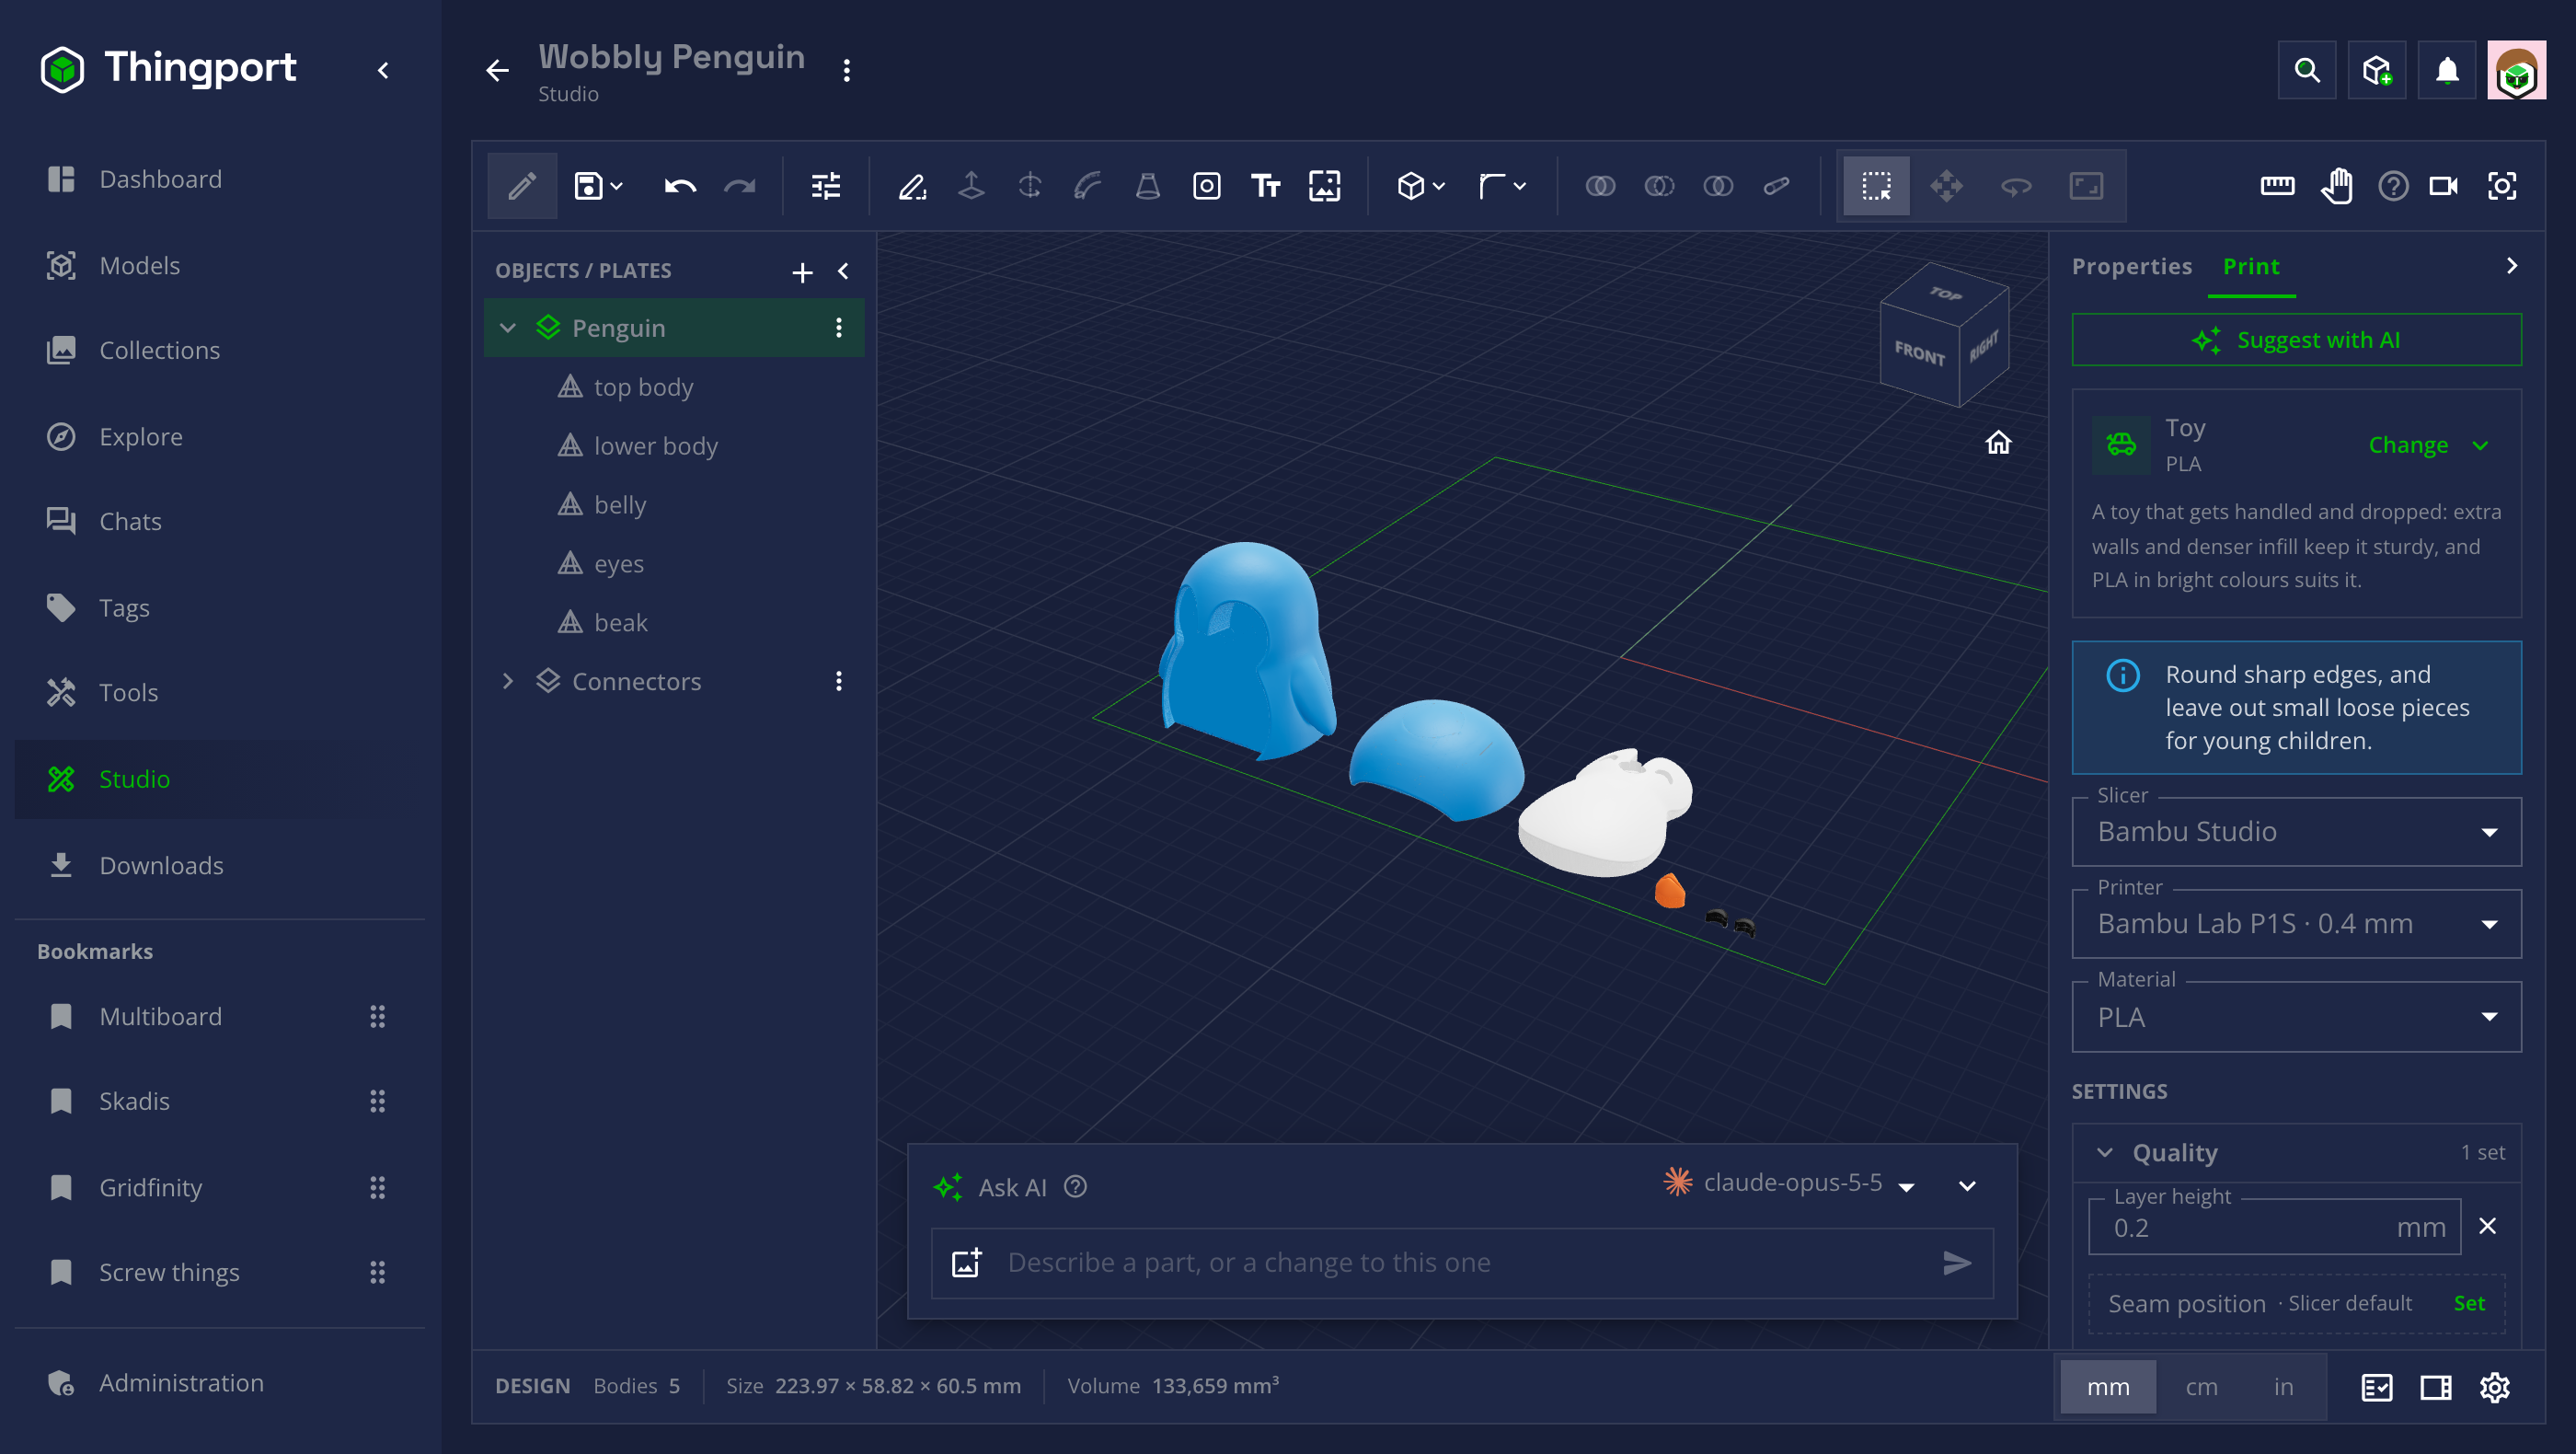 Thingport
Dashboard
Models
Collections
Explore
Chats
Tags
Tools
Studio
Downloads
Bookmarks
Multiboard
Skadis
Gridfinity
Screw things
Administration
Wobbly Penguin
Studio
Tт
OBJECTS / PLATES
Penguin
top body
lower body
belly
eyes
beak
Connectors
TOP
FRONT
RIGHT
Ask AI
claude-opus-5-5
Describe a part, or a change to this one
Properties
Print
Suggest with AI
Toy
PLA
Change
A toy that gets handled and dropped: extra
walls and denser infill keep it sturdy, and
PLA in bright colours suits it.
Round sharp edges, and
leave out small loose pieces
for young children.
Slicer
Bambu Studio
Printer
Bambu Lab P1S · 0.4 mm
Material
PLA
SETTINGS
Quality
1 set
Layer height
0.2 mm
Seam position · Slicer default Set
DESIGN Bodies 5 Size 223.97 × 58.82 × 60.5 mm Volume 133,659 mm³
mm cm in